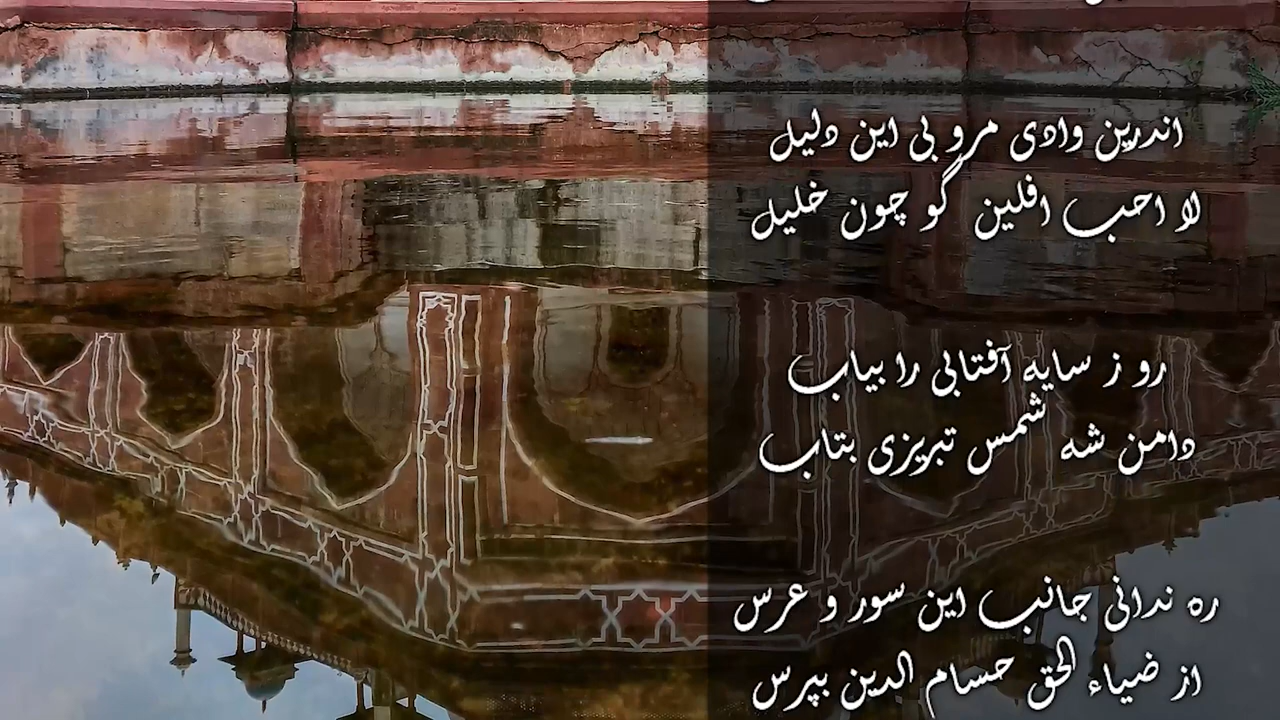 اندرین وادی مرو بی این دلیل
لا احب افلین گو چون خلیل
رو ز سایه آفتابی را بیاب
دامن شه شمس تبریزی بتاب
ره ندانی جانب این سور و عرس
از ضیاء الحق حسام الدین بپرس